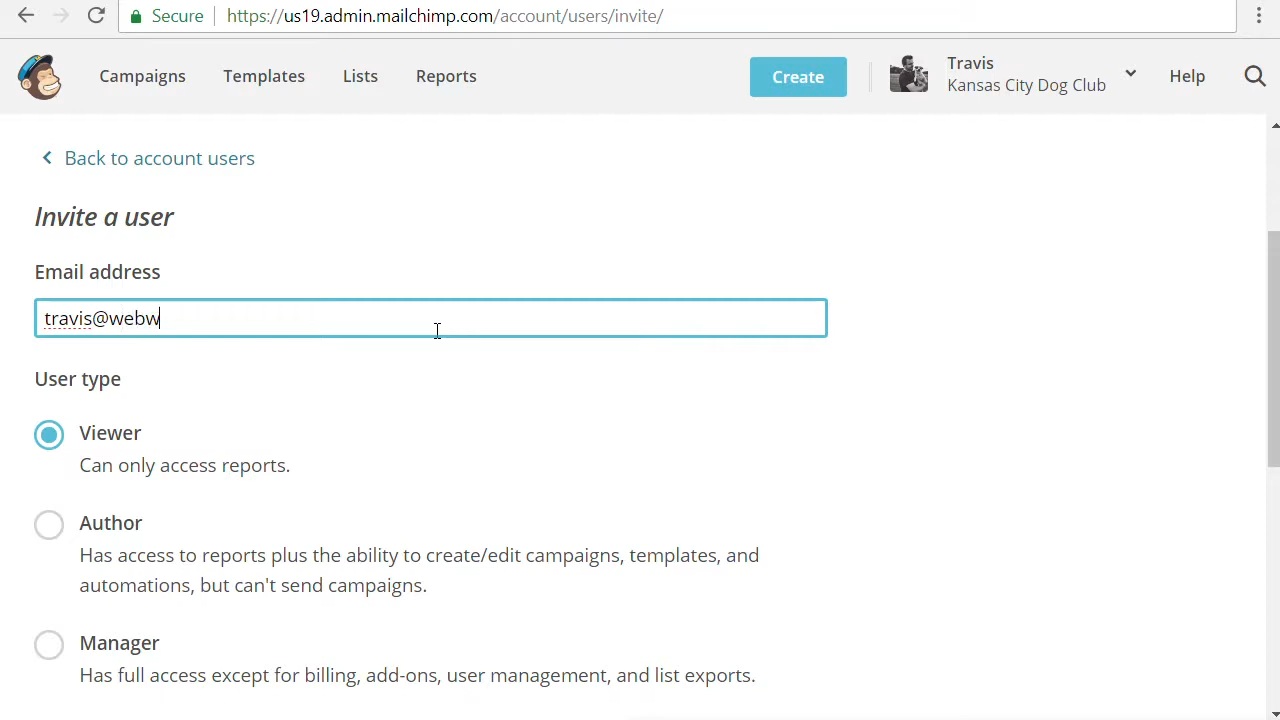 Secure
https://us19.admin.mailchimp.com/account/users/invite/
Campaigns
Templates
Lists
Reports
Create
Travis
Kansas City Dog Club
Help
Back to account users
Invite a user
Email address
travis@webw
User type
Viewer
Can only access reports.
Author
Has access to reports plus the ability to create/edit campaigns, templates, and
automations, but can't send campaigns.
Manager
Has full access except for billing, add-ons, user management, and list exports.